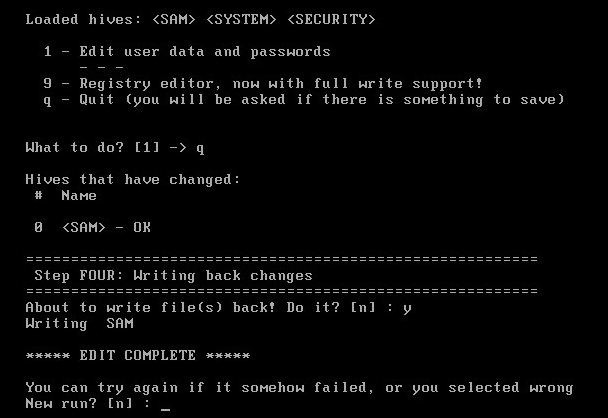 Loaded hives: <SAM> <SYSTEM> <SECURITY>
1 - Edit user data and passwords
- - -
9 - Registry editor, now with full write support!
q - Quit (you will be asked if there is something to save)
What to do? [1] -> q
Hives that have changed:
# Name
0 <SAM> - OK
=========================================================
Step FOUR: Writing back changes
=========================================================
About to write file(s) back! Do it? [n] : y
Writing  SAM
***** EDIT COMPLETE *****
You can try again if it somehow failed, or you selected wrong
New run? [n] : _